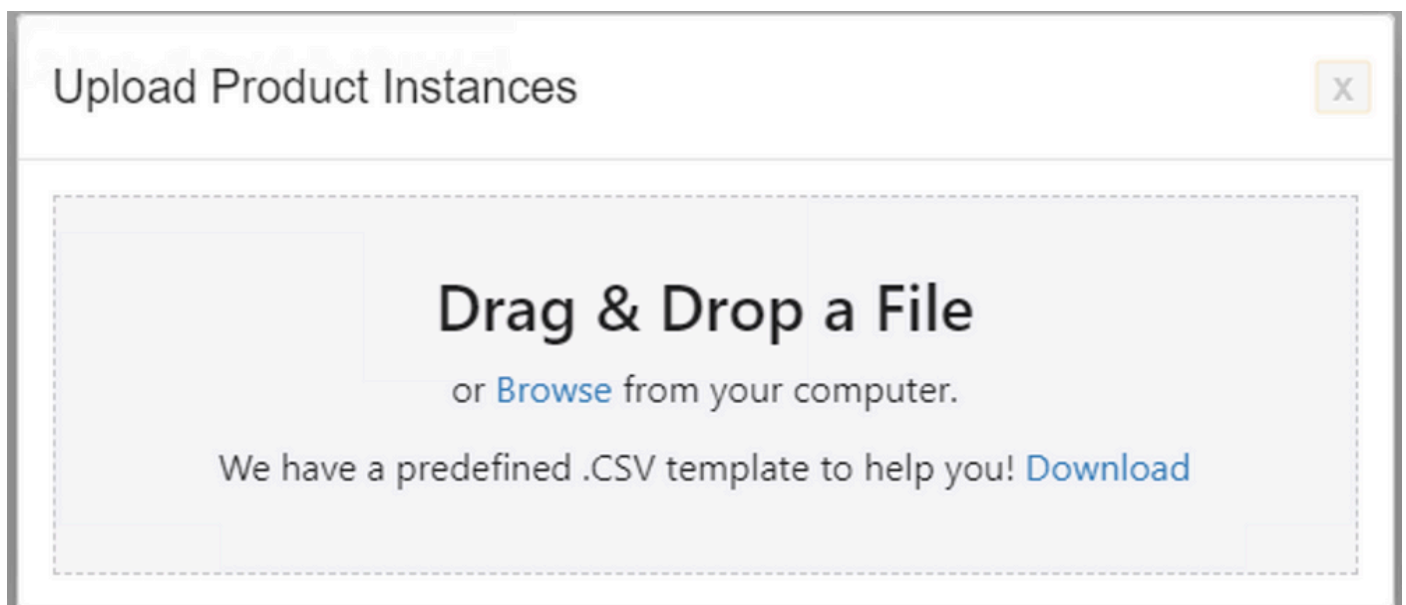 Upload Product Instances
X
Drag & Drop a File
or Browse from your computer.
We have a predefined .CSV template to help you! Download